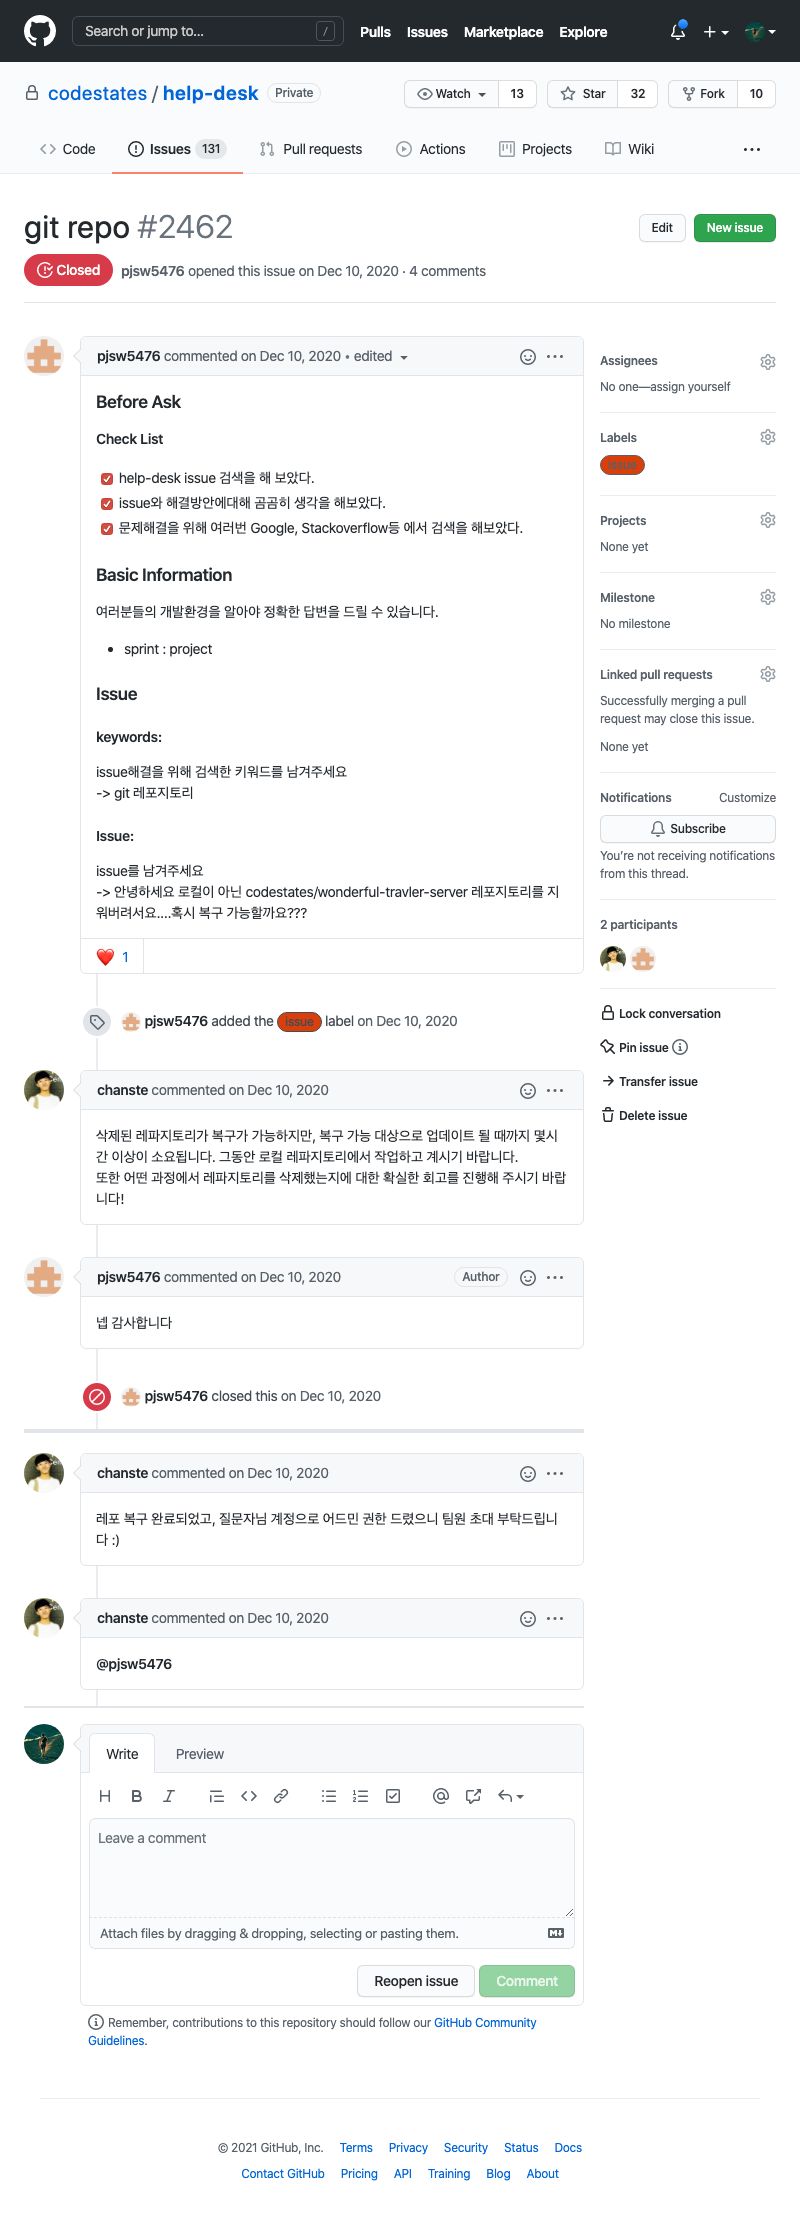 Search or jump to...
/
Pulls Issues Marketplace Explore
codestates / help-desk Private
Watch 13 Star 32 Fork 10
Code Issues 131 Pull requests Actions Projects Wiki
git repo #2462
Edit New issue
Closed pjsw5476 opened this issue on Dec 10, 2020 · 4 comments
pjsw5476 commented on Dec 10, 2020 • edited
Before Ask
Check List
help-desk issue 검색을 해 보았다.
issue와 해결방안에대해 곰곰히 생각을 해보았다.
문제해결을 위해 여러번 Google, Stackoverflow등 에서 검색을 해보았다.
Basic Information
여러분들의 개발환경을 알아야 정확한 답변을 드릴 수 있습니다.
• sprint : project
Issue
keywords:
issue해결을 위해 검색한 키워드를 남겨주세요
-> git 레포지토리
Issue:
issue를 남겨주세요
-> 안녕하세요 로컬이 아닌 codestates/wonderful-travler-server 레포지토리를 지
워버려서요....혹시 복구 가능할까요???
❤️ 1
pjsw5476 added the issue label on Dec 10, 2020
chanste commented on Dec 10, 2020
삭제된 레파지토리가 복구가 가능하지만, 복구 가능 대상으로 업데이트 될 때까지 몇시
간 이상이 소요됩니다. 그동안 로컬 레파지토리에서 작업하고 계시기 바랍니다.
또한 어떤 과정에서 레파지토리를 삭제했는지에 대한 확실한 회고를 진행해 주시기 바랍
니다!
pjsw5476 commented on Dec 10, 2020 Author
넵 감사합니다
pjsw5476 closed this on Dec 10, 2020
chanste commented on Dec 10, 2020
레포 복구 완료되었고, 질문자님 계정으로 어드민 권한 드렸으니 팀원 초대 부탁드립니
다 :)
chanste commented on Dec 10, 2020
@pjsw5476
Write Preview
Leave a comment
Attach files by dragging & dropping, selecting or pasting them.
Reopen issue Comment
Remember, contributions to this repository should follow our GitHub Community
Guidelines.
Assignees
No one—assign yourself
Labels
issue
Projects
None yet
Milestone
No milestone
Linked pull requests
Successfully merging a pull
request may close this issue.
None yet
Notifications Customize
Subscribe
You're not receiving notifications
from this thread.
2 participants
Lock conversation
Pin issue
Transfer issue
Delete issue
© 2021 GitHub, Inc. Terms Privacy Security Status Docs
Contact GitHub Pricing API Training Blog About